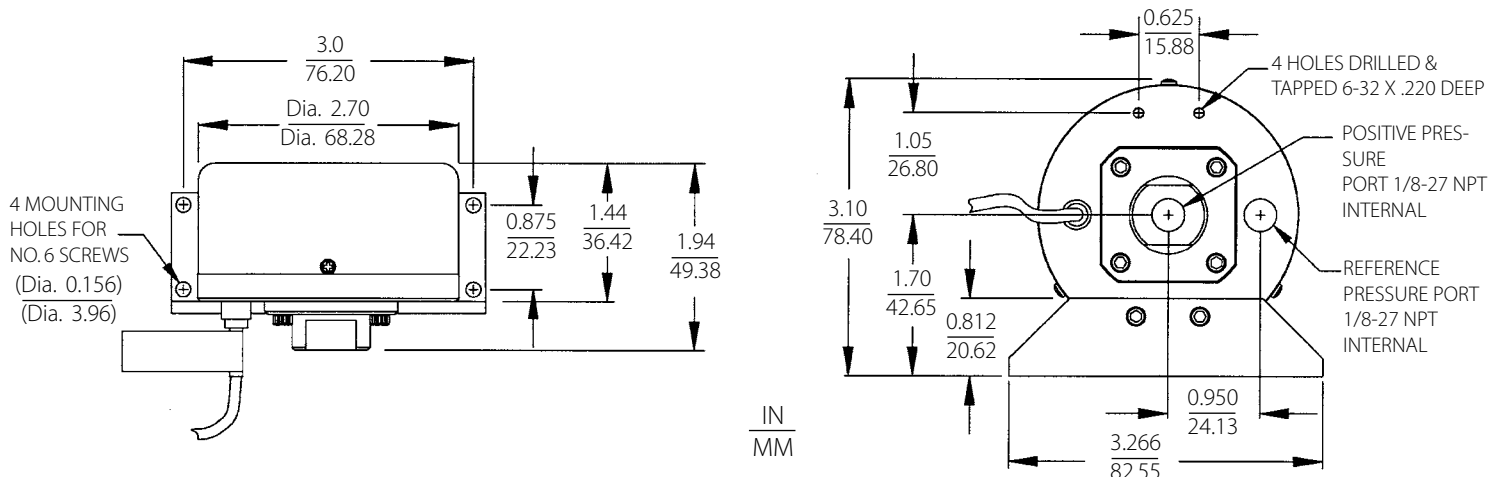 3.0
76.20
Dia. 2.70
Dia. 68.28
4 MOUNTING
HOLES FOR
NO. 6 SCREWS
(Dia. 0.156)
(Dia. 3.96)
0.875
22.23
1.44
36.42
1.94
49.38
IN
MM
0.625
15.88
4 HOLES DRILLED &
TAPPED 6-32 X .220 DEEP
1.05
26.80
POSITIVE PRES-
SURE
PORT 1/8-27 NPT
INTERNAL
3.10
78.40
1.70
42.65
0.812
20.62
REFERENCE
PRESSURE PORT
1/8-27 NPT
INTERNAL
0.950
24.13
3.266
82.55